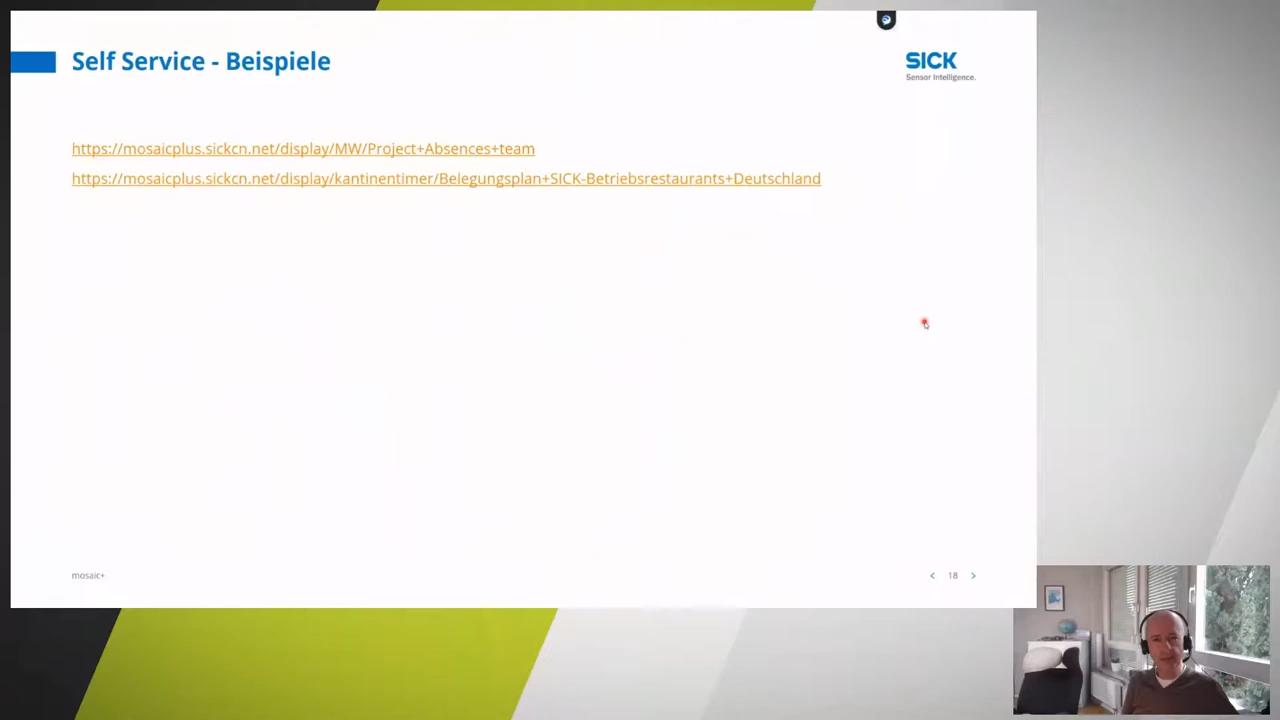 Self Service - Beispiele
SICK
Sensor Intelligence.
https://mosaicplus.sickcn.net/display/MW/Project+Absences+team
https://mosaicplus.sickcn.net/display/kantinentimer/Belegungsplan+SICK-Betriebsrestaurants+Deutschland
mosaic+
< 18 >